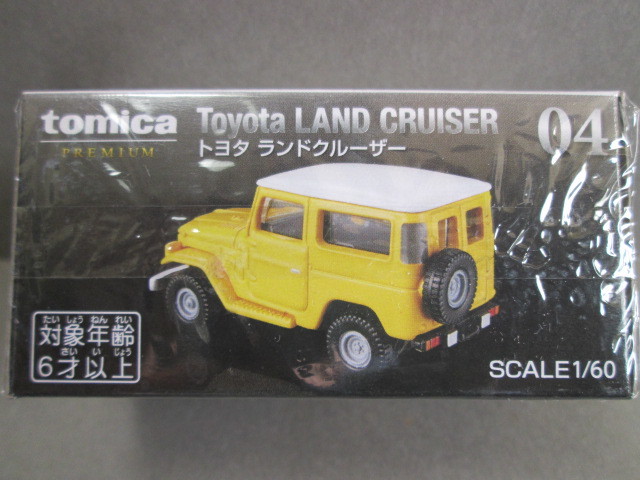 tomica
PREMIUM
Toyota LAND CRUISER
トヨタ ランドクルーザー
04
たいしょうねんれい
対象年齢
さいいじょう
6才以上
SCALE1/60